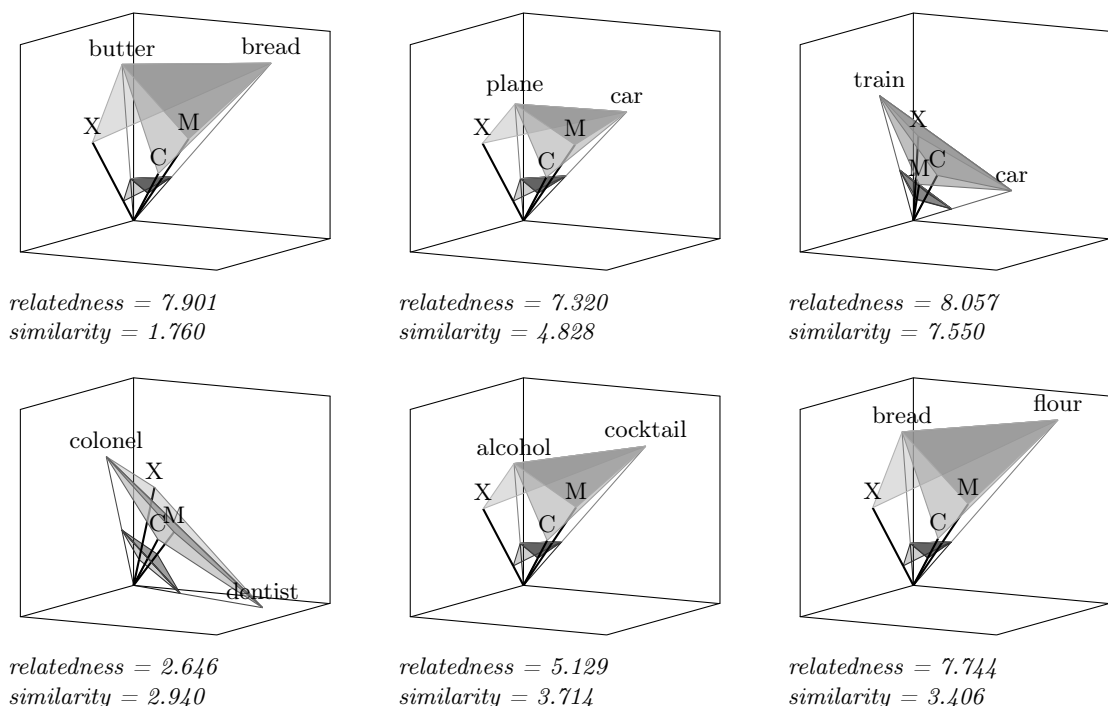 butter bread
X M
C
relatedness = 7.901
similarity = 1.760
plane
car
X M
C
relatedness = 7.320
similarity = 4.828
train
X
C
M
car
relatedness = 8.057
similarity = 7.550
colonel
X
M
C
dentist
relatedness = 2.646
similarity = 2.940
cocktail
alcohol
X M
C
relatedness = 5.129
similarity = 3.714
flour
bread
X M
C
relatedness = 7.744
similarity = 3.406